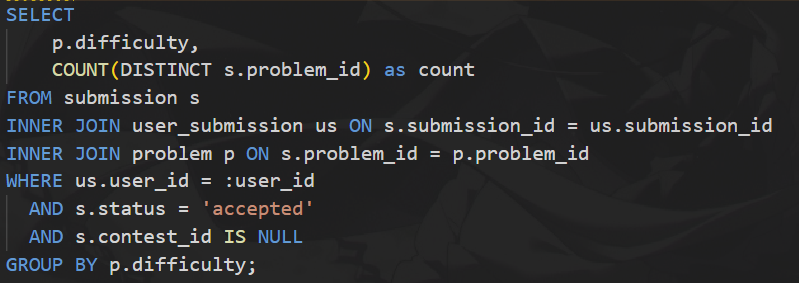 SELECT
    p.difficulty,
    COUNT(DISTINCT s.problem_id) as count
FROM submission s
INNER JOIN user_submission us ON s.submission_id = us.submission_id
INNER JOIN problem p ON s.problem_id = p.problem_id
WHERE us.user_id = :user_id
  AND s.status = 'accepted'
  AND s.contest_id IS NULL
GROUP BY p.difficulty;